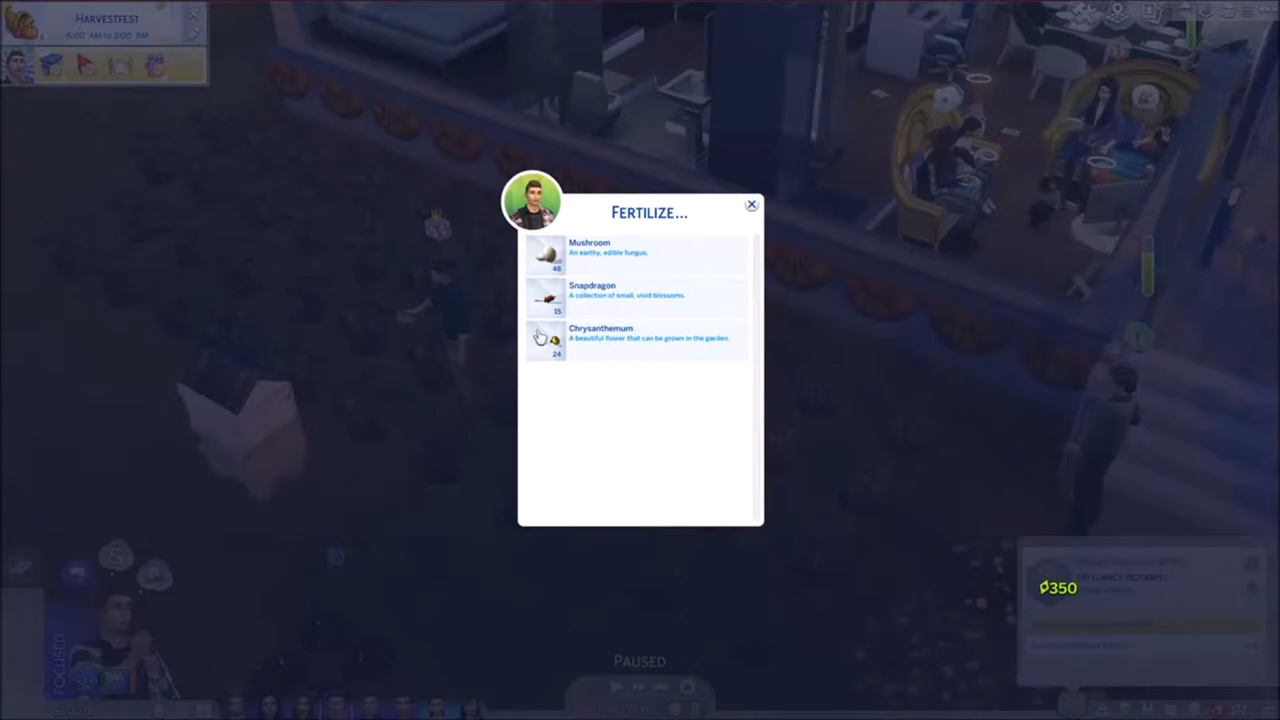 HARVESTFEST
6:00 AM to 2:00 AM
FERTILIZE...
Mushroom
An earthy, edible fungus.
48
Snapdragon
A collection of small, vivid blossoms.
15
Chrysanthemum
A beautiful flower that can be grown in the garden.
24
350
FOCUSED
PAUSED